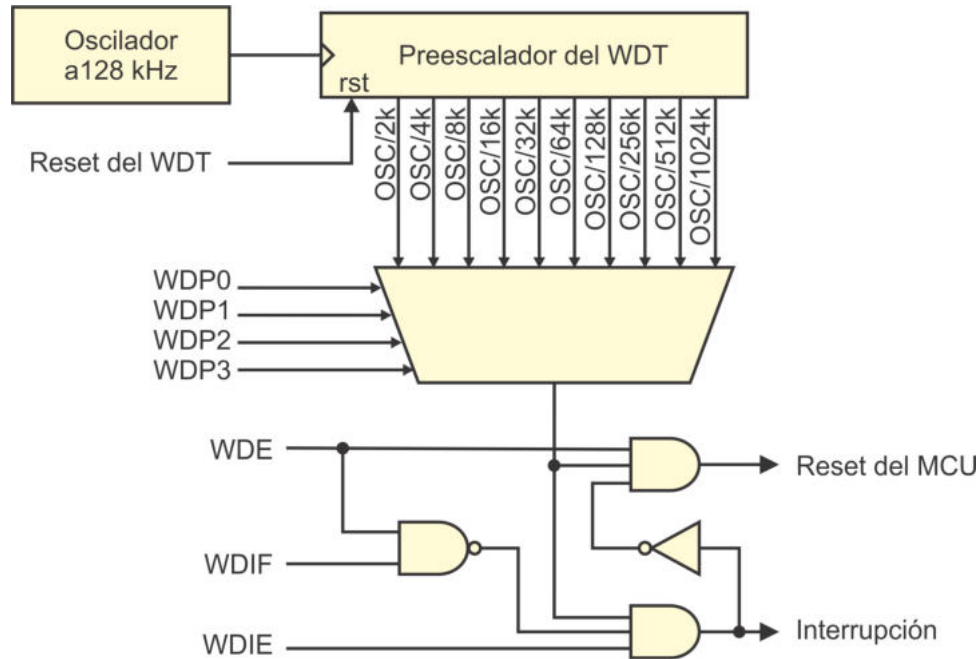 Oscilador
a128 kHz
Preescalador del WDT
rst
Reset del WDT
OSC/2k
OSC/4k
OSC/8k
OSC/16k
OSC/32k
OSC/64k
OSC/128k
OSC/256k
OSC/512k
OSC/1024k
WDP0
WDP1
WDP2
WDP3
WDE
Reset del MCU
WDIF
WDIE
Interrupción